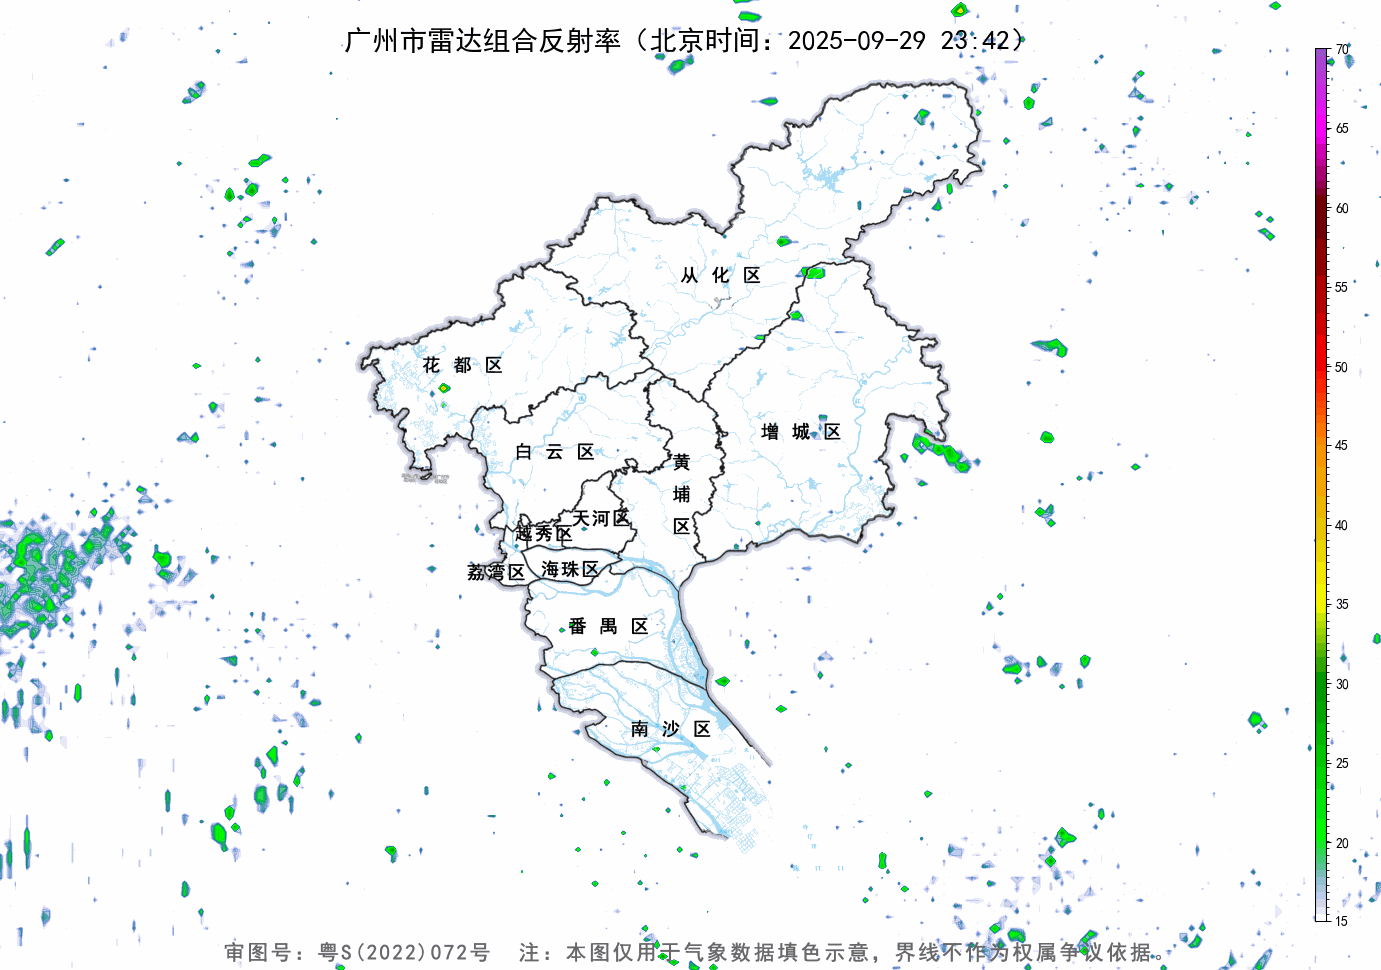 广州市雷达组合反射率（北京时间：2025-09-29 23:42）
70
65
60
55
50
45
40
35
30
25
20
15
从化区
花都区
增城区
白云区
黄埔区
天河区
越秀区
荔湾区
海珠区
番禺区
南沙区
审图号：粤S(2022)072号 注：本图仅用于气象数据填色示意，界线不作为权属争议依据。